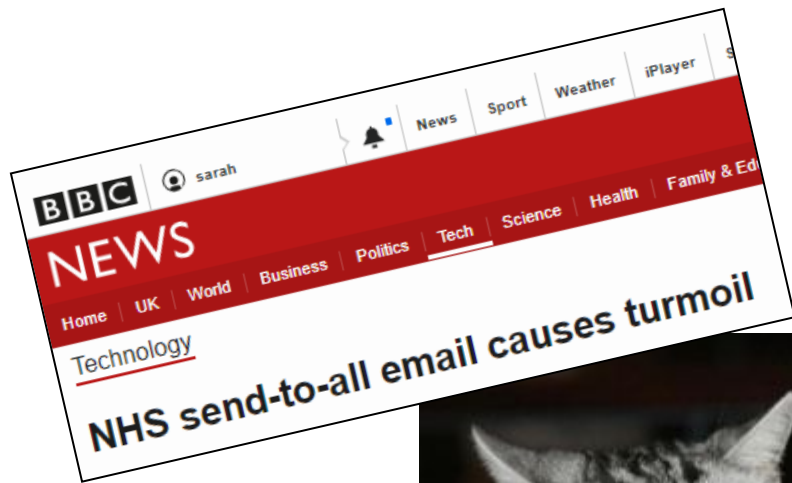 BBC sarah News Sport Weather iPlayer
NEWS
Home UK World Business Politics Tech Science Health Family &
Technology
NHS send-to-all email causes turmoil